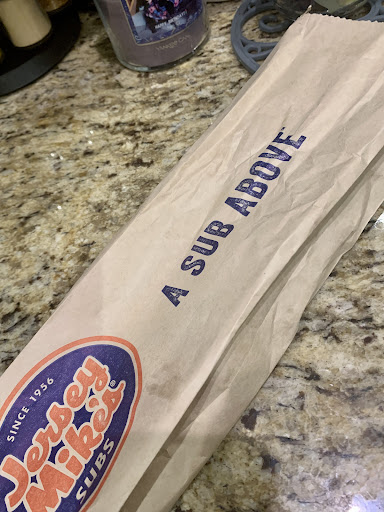 A SUB ABOVE
SINCE 1956
Jersey
Mike's®
SUBS